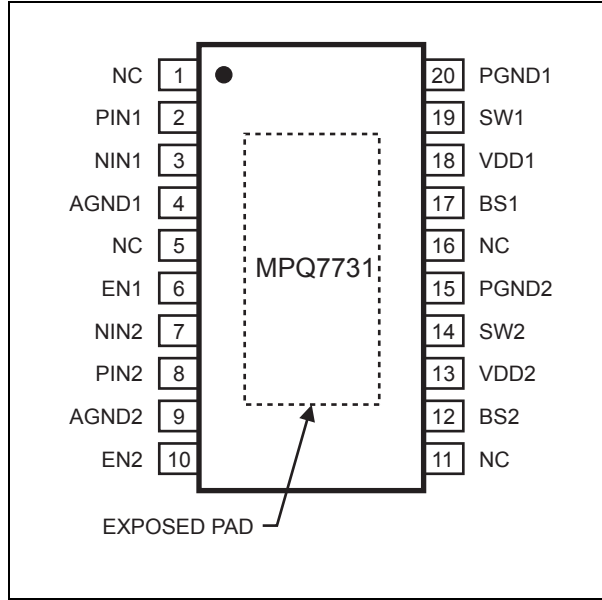 NC 1 20 PGND1
PIN1 2 19 SW1
NIN1 3 18 VDD1
AGND1 4 17 BS1
NC 5 16 NC
MPQ7731
EN1 6 15 PGND2
NIN2 7 14 SW2
PIN2 8 13 VDD2
AGND2 9 12 BS2
EN2 10 11 NC
EXPOSED PAD